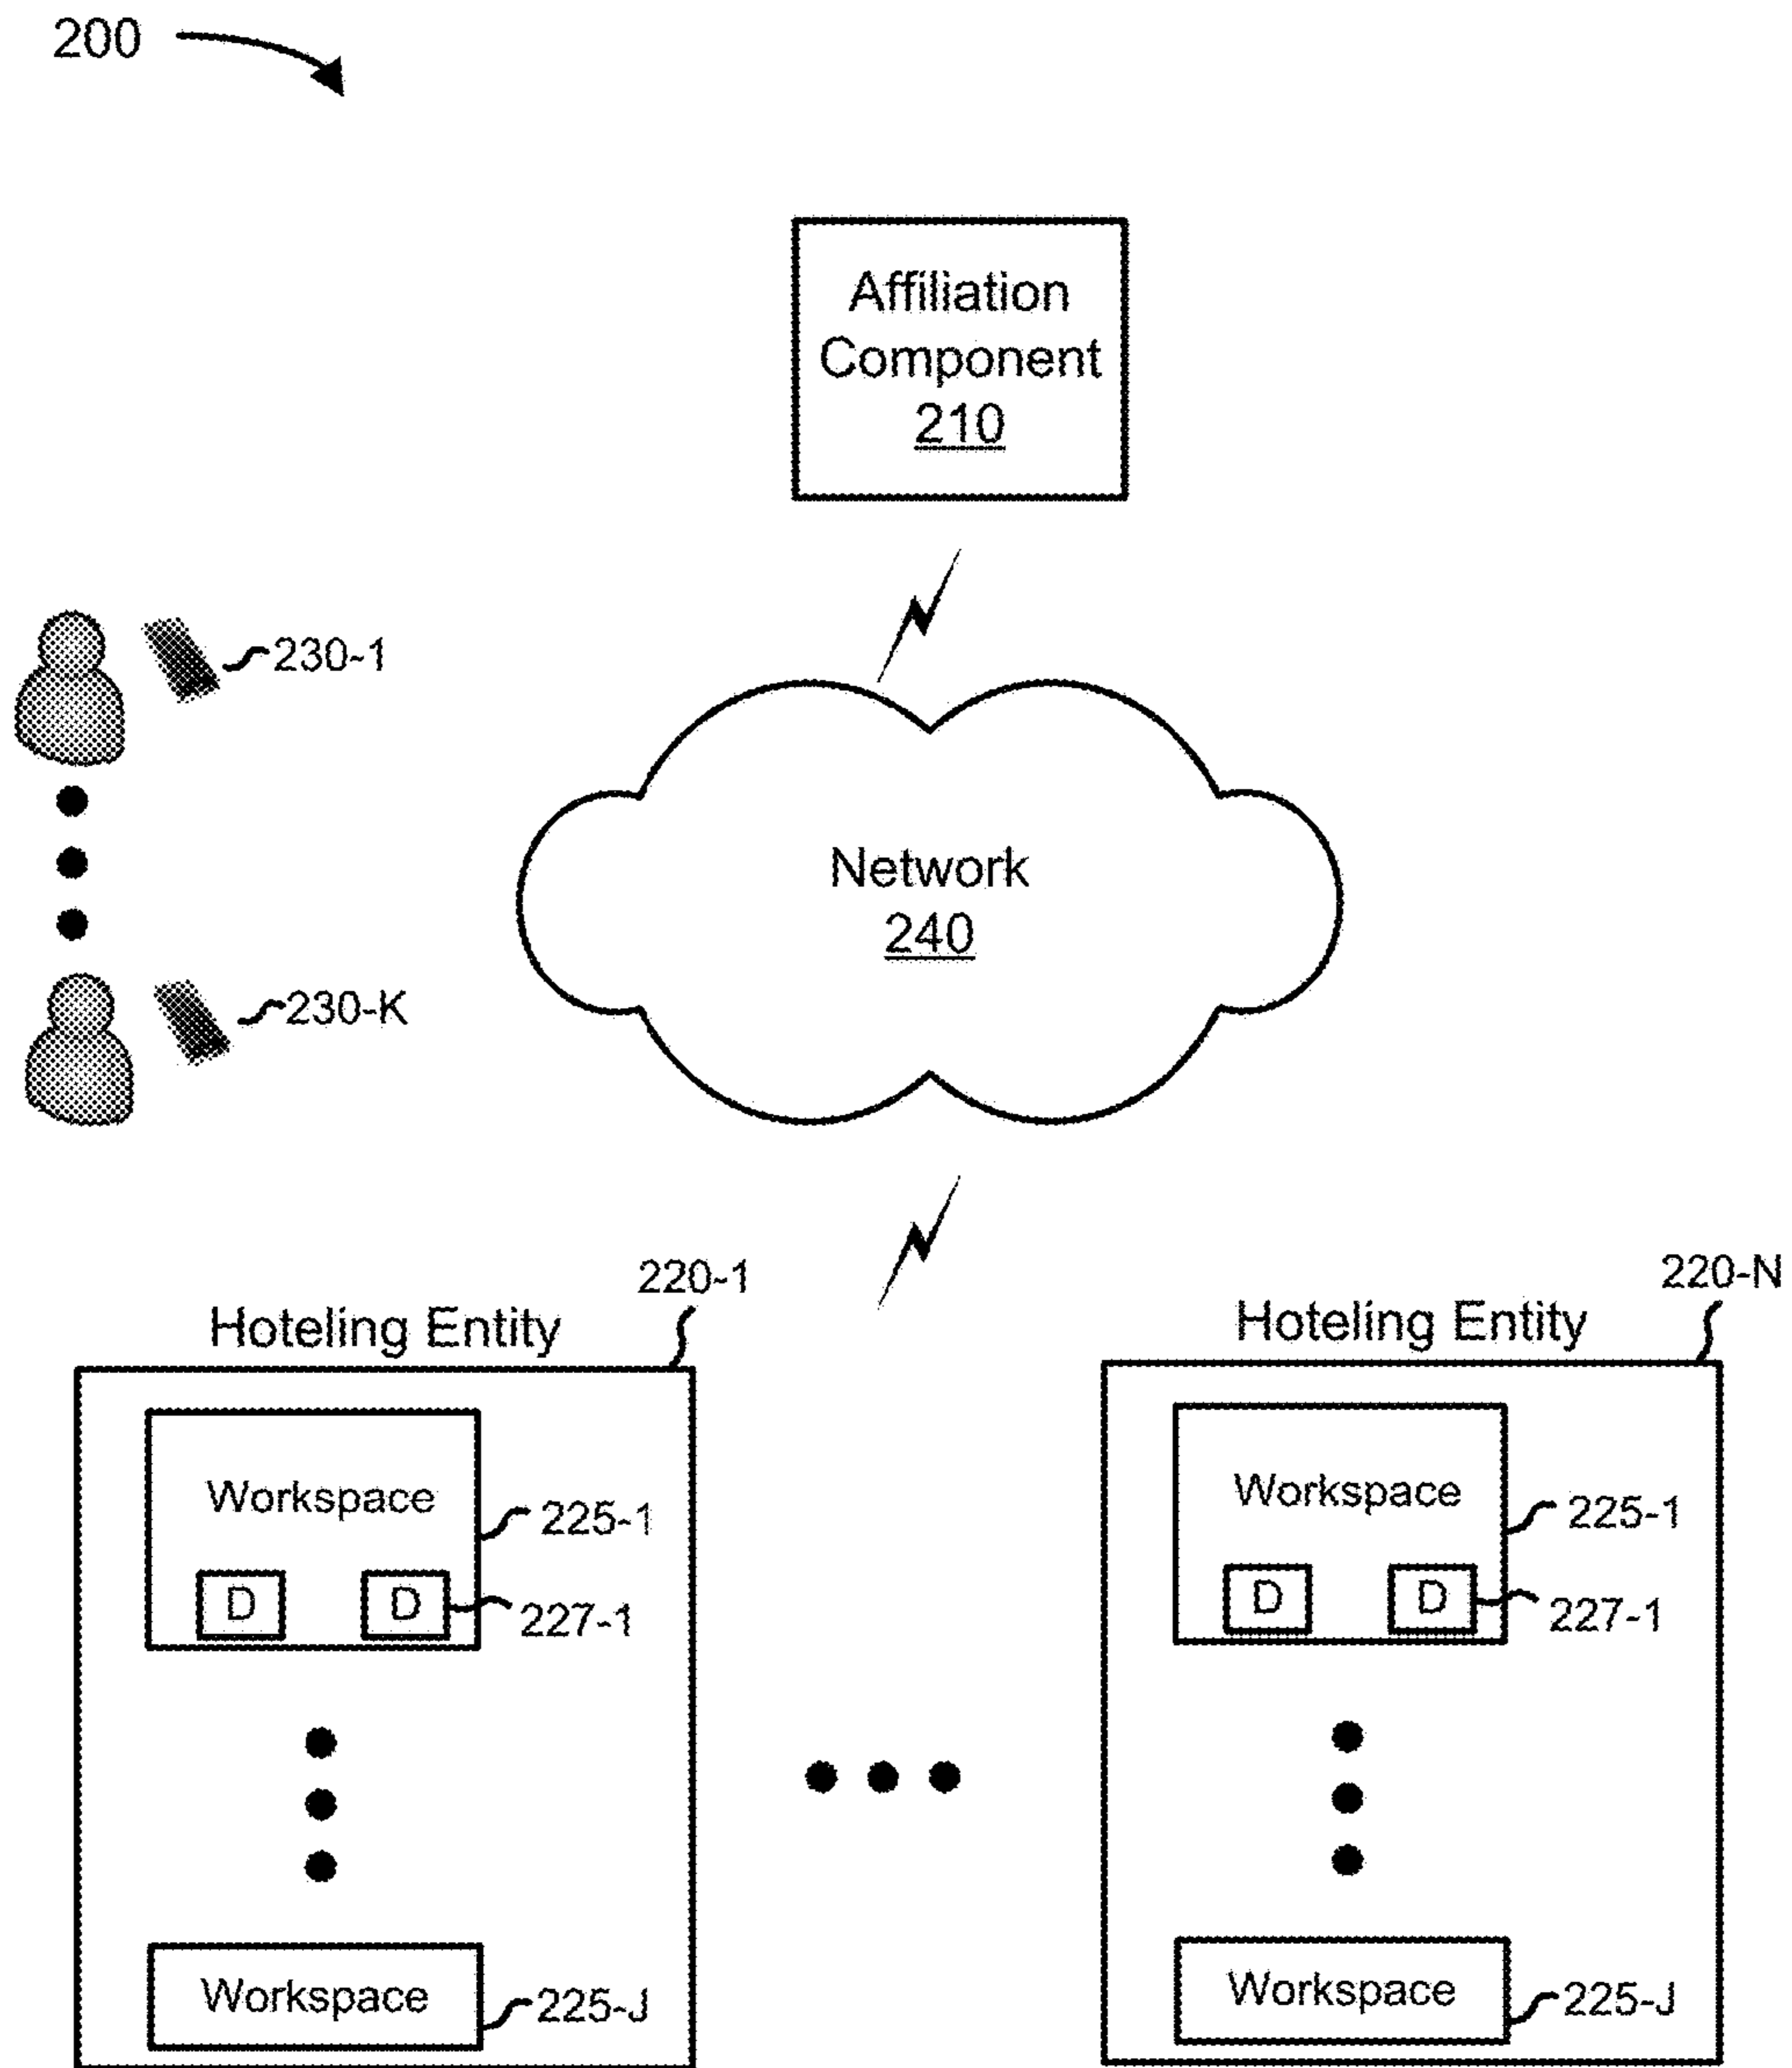 200
Affiliation
Component
210
230-1
Network
240
230-K
220-1
220-N
Hoteling Entity
Hoteling Entity
Workspace
225-1
D
D
227-1
Workspace
225-J
Workspace
225-1
D
D
227-1
Workspace
225-J